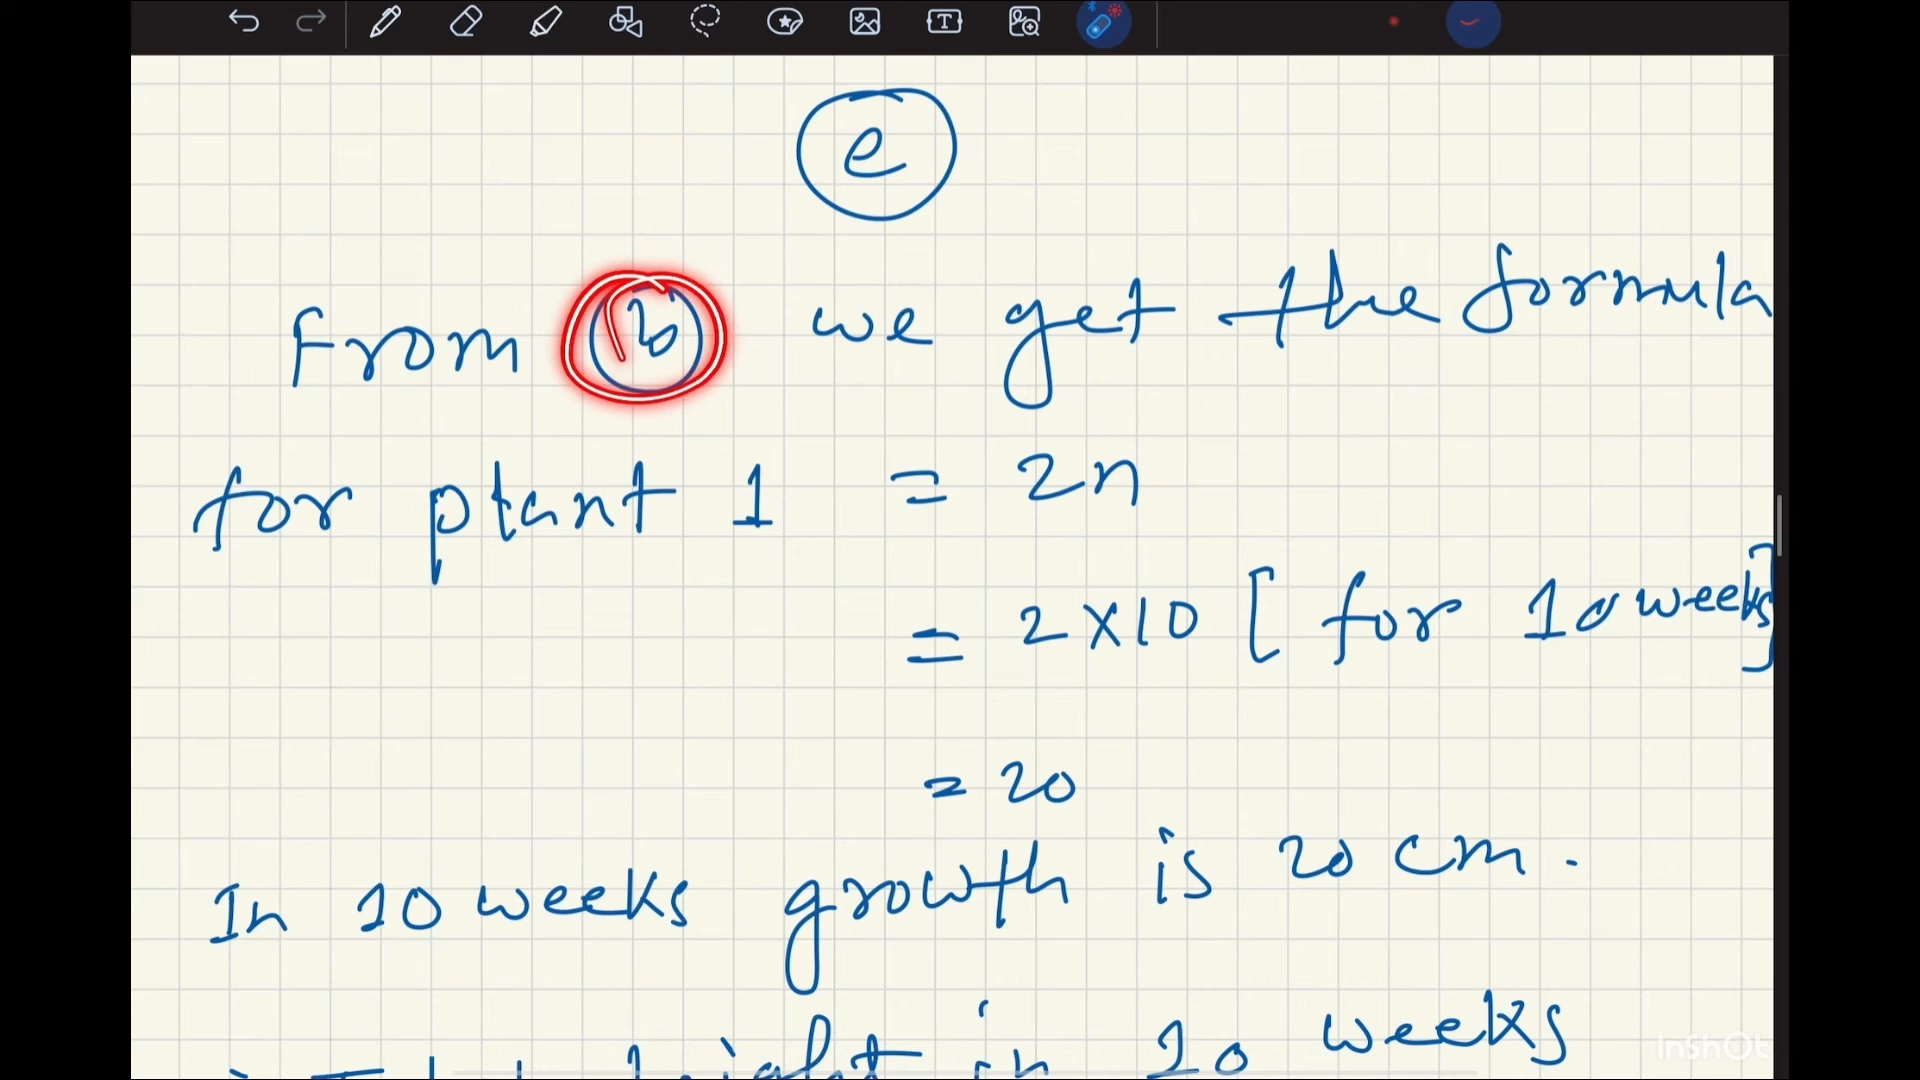 e
From b we get the formula
for plant 1 = 2n
= 2 × 10 [ for 10 weeks ]
= 20
In 10 weeks growth is 20 cm .
in weeks
InShot